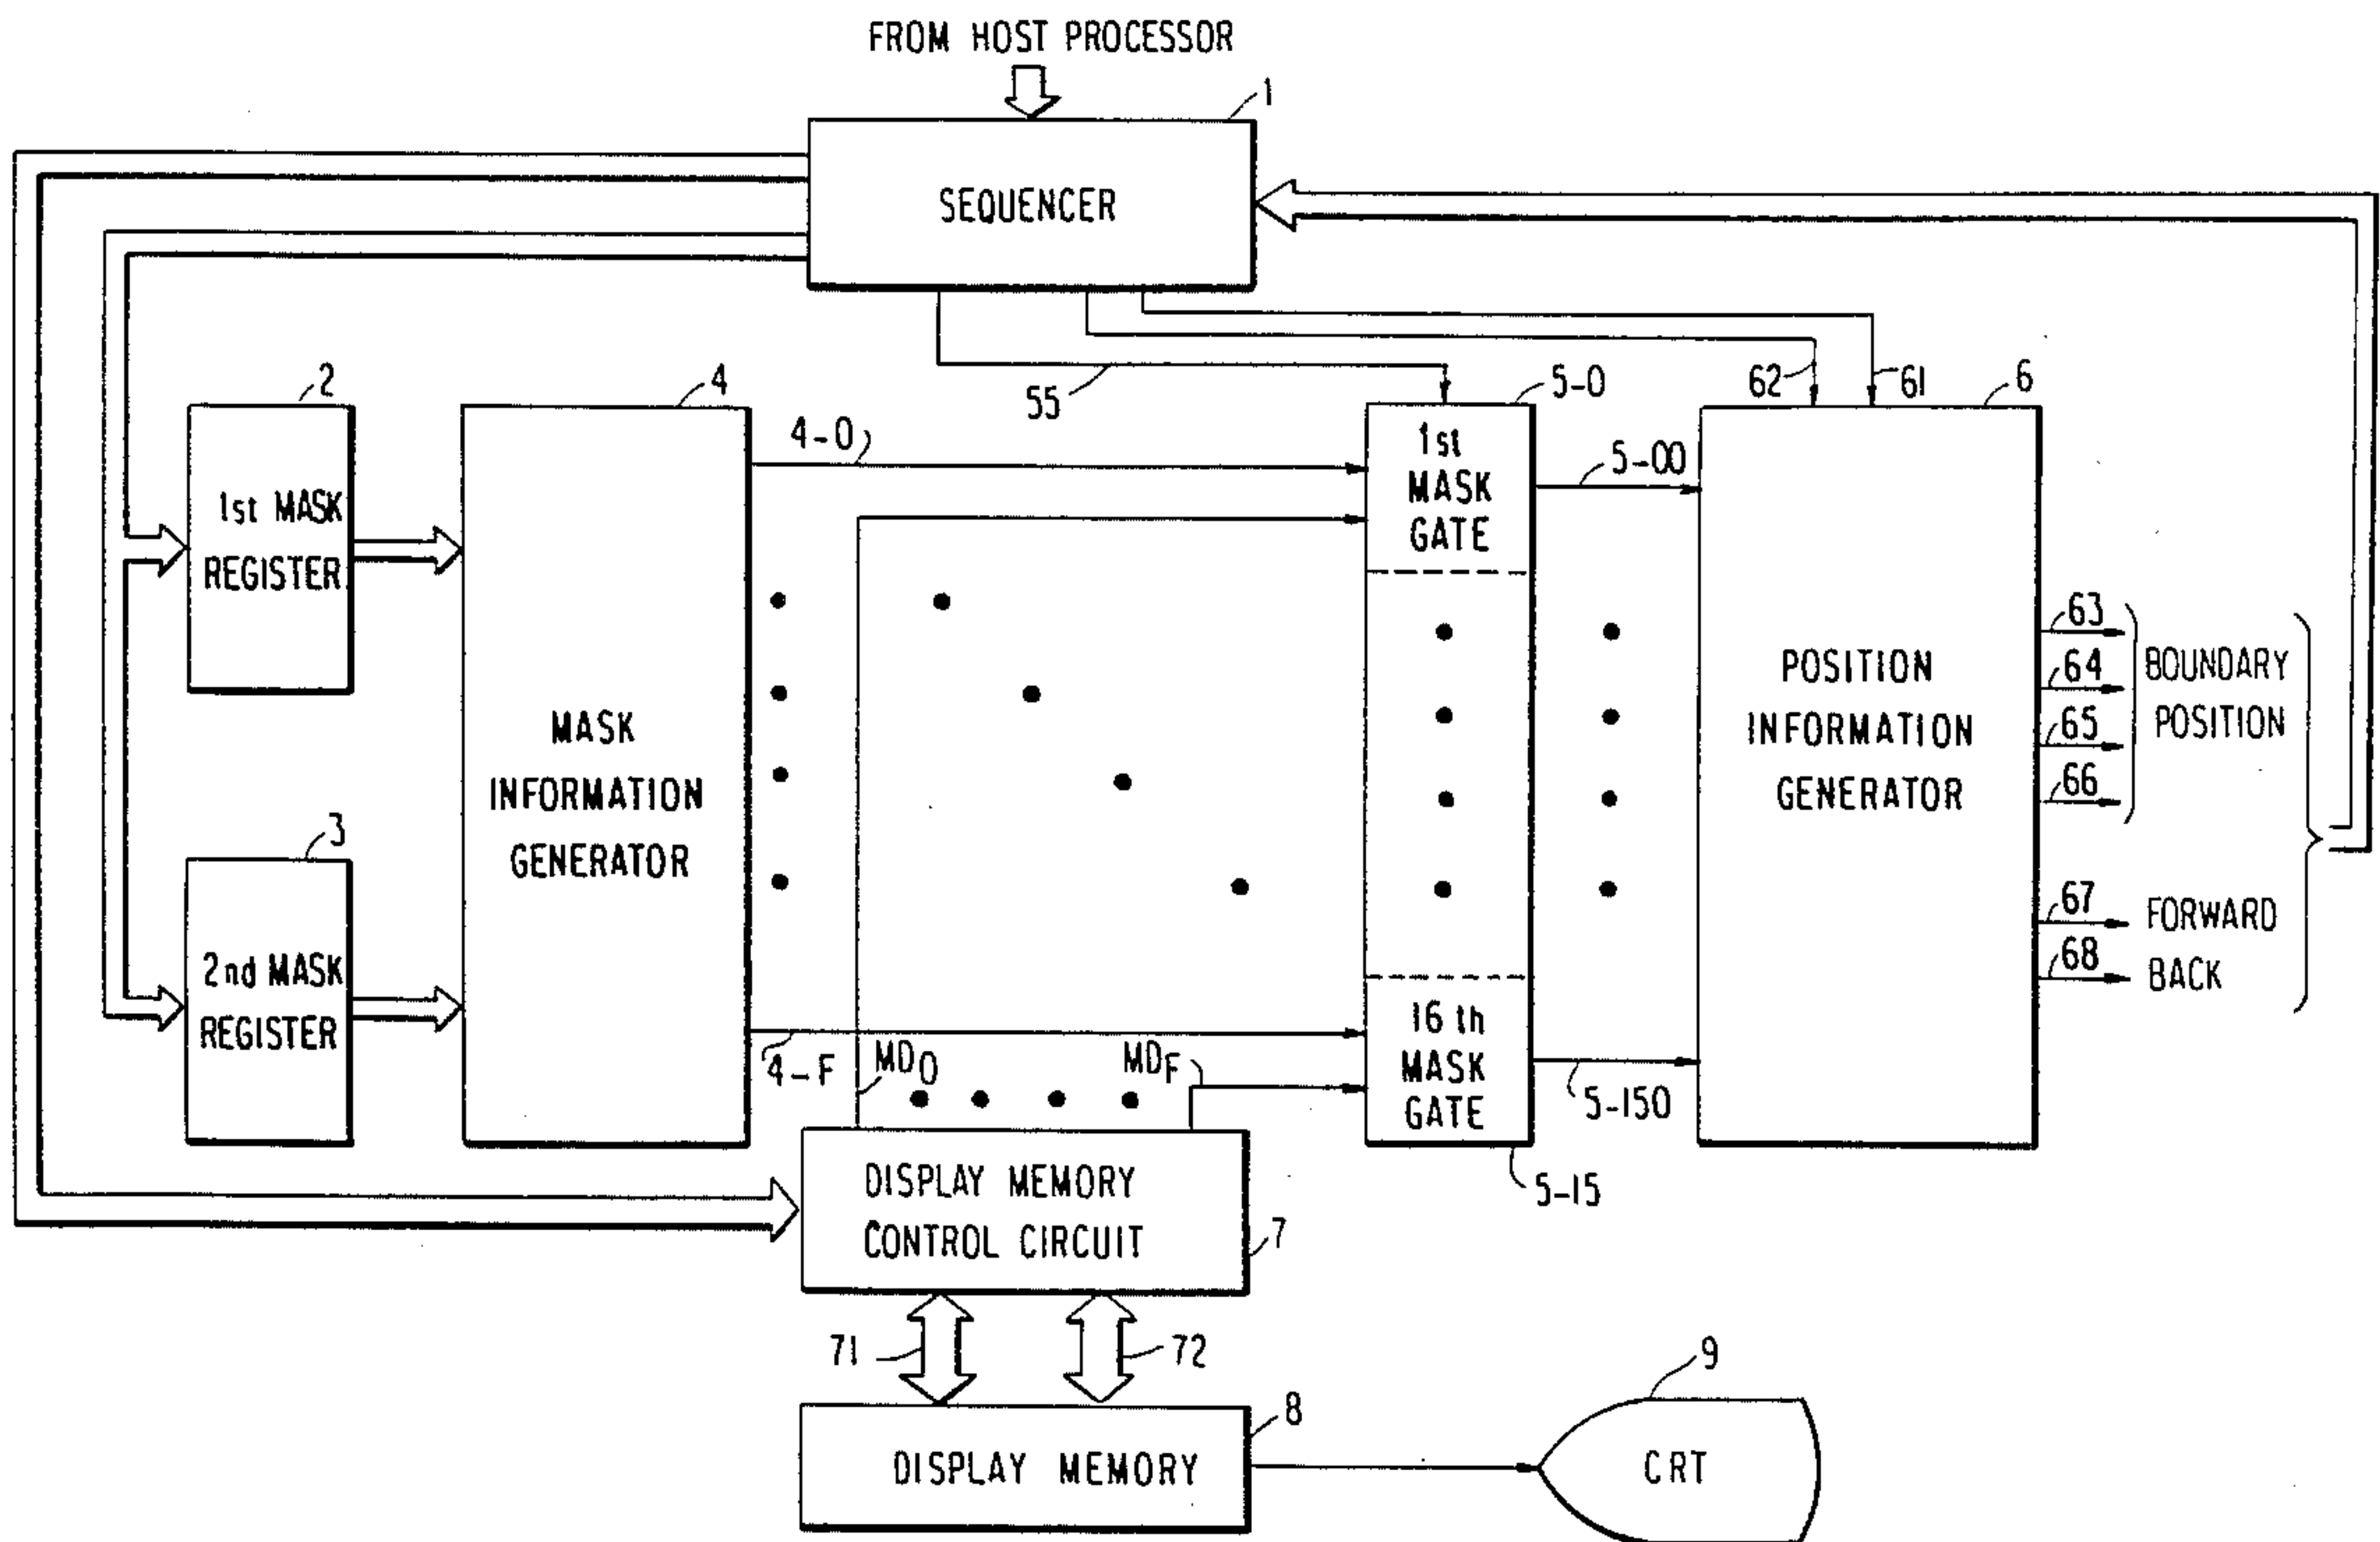 FROM HOST PROCESSOR
1
SEQUENCER
55
62
61
2
1st MASK
REGISTER
3
2nd MASK
REGISTER
4
MASK
INFORMATION
GENERATOR
4-0
4-F
MD0
MDF
5-0
1st
MASK
GATE
16 th
MASK
GATE
5-15
5-00
5-150
6
POSITION
INFORMATION
GENERATOR
63
64
65
66
BOUNDARY
POSITION
67
FORWARD
68
BACK
DISPLAY MEMORY
CONTROL CIRCUIT
7
71
72
8
DISPLAY MEMORY
9
CRT